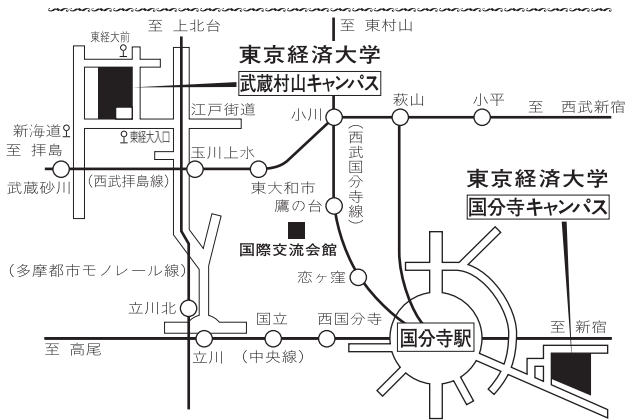 至 上北台
至 東村山
東経大前
東京経済大学
武蔵村山キャンパス
江戸街道
小川
萩山
小平
至 西武新宿
新海道
東経大入口
至 拝島
玉川上水
武蔵砂川
(西武拝島線)
東大和市
(西武国分寺線)
鷹の台
東京経済大学
国分寺キャンパス
国際交流会館
(多摩都市モノレール線)
恋ヶ窪
立川北
国立
西国分寺
国分寺駅
至 新宿
至 高尾
立川
(中央線)